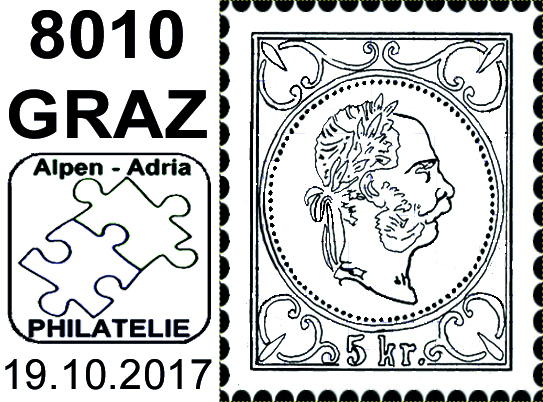 8010
GRAZ
Alpen - Adria
PHILATELIE
19.10.2017
5 kr.